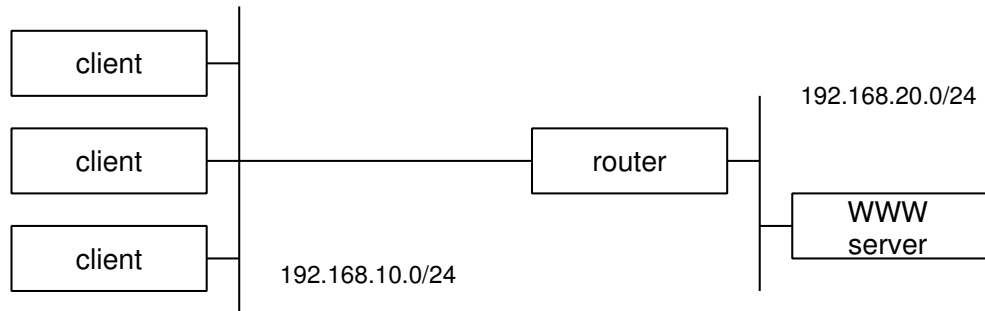 client
client
client
192.168.10.0/24
router
192.168.20.0/24
WWW
server